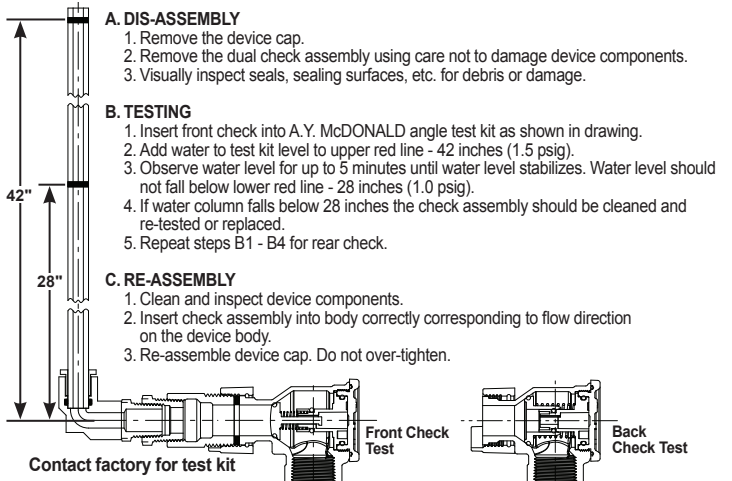 A. DIS-ASSEMBLY
1. Remove the device cap.
2. Remove the dual check assembly using care not to damage device components.
3. Visually inspect seals, sealing surfaces, etc. for debris or damage.
B. TESTING
1. Insert front check into A.Y. McDONALD angle test kit as shown in drawing.
2. Add water to test kit level to upper red line - 42 inches (1.5 psig).
3. Observe water level for up to 5 minutes until water level stabilizes. Water level should
not fall below lower red line - 28 inches (1.0 psig).
4. If water column falls below 28 inches the check assembly should be cleaned and
re-tested or replaced.
5. Repeat steps B1 - B4 for rear check.
C. RE-ASSEMBLY
1. Clean and inspect device components.
2. Insert check assembly into body correctly corresponding to flow direction
on the device body.
3. Re-assemble device cap. Do not over-tighten.
42"
28"
Front Check
Test
Back
Check Test
Contact factory for test kit